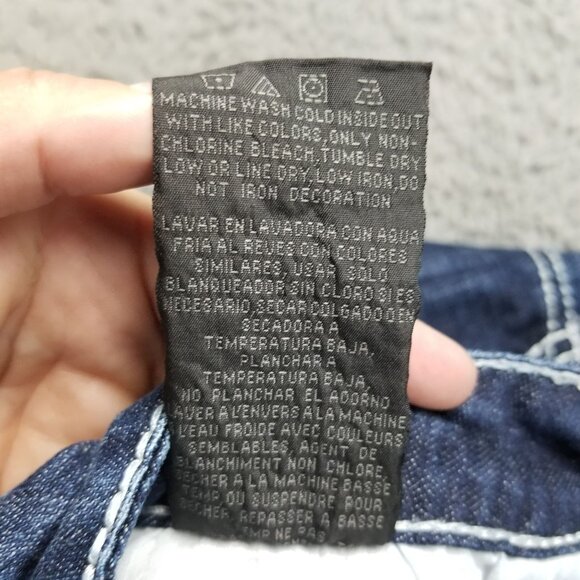 MACHINE WASH COLD INSIDE OUT
WITH LIKE COLORS, ONLY NON-
CHLORINE BLEACH, TUMBLE DRY
LOW OR LINE DRY, LOW IRON, DO
NOT IRON DECORATION
LAVAR EN LAVADORA CON AGUA
FRIA AL REVES CON COLORES
SIMILARES, USAR SOLO
BLANQUEADOR SIN CLORO SI ES
NECESARIO, SECAR COLGADO O EN
SECADORA A
TEMPERATURA BAJA,
PLANCHAR A
TEMPERATURA BAJA,
NO PLANCHAR EL ADORNO
LAVER A L'ENVERS A LA MACHINE
L'EAU FROIDE AVEC COULEURS
SEMBLABLES, AGENT DE
BLANCHIMENT NON CHLORE,
SECHER A LA MACHINE BASSE
TEMP OU SUSPENDRE POUR
SECHER, REPASSER A BASSE
TEMP NE PAS